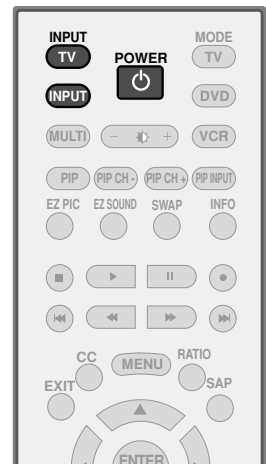 INPUT MODE
TV POWER TV
INPUT DVD
MULTI − + VCR
PIP PIP CH - PIP CH + PIP INPUT
EZ PIC EZ SOUND SWAP INFO
CC MENU RATIO
EXIT SAP
ENTER